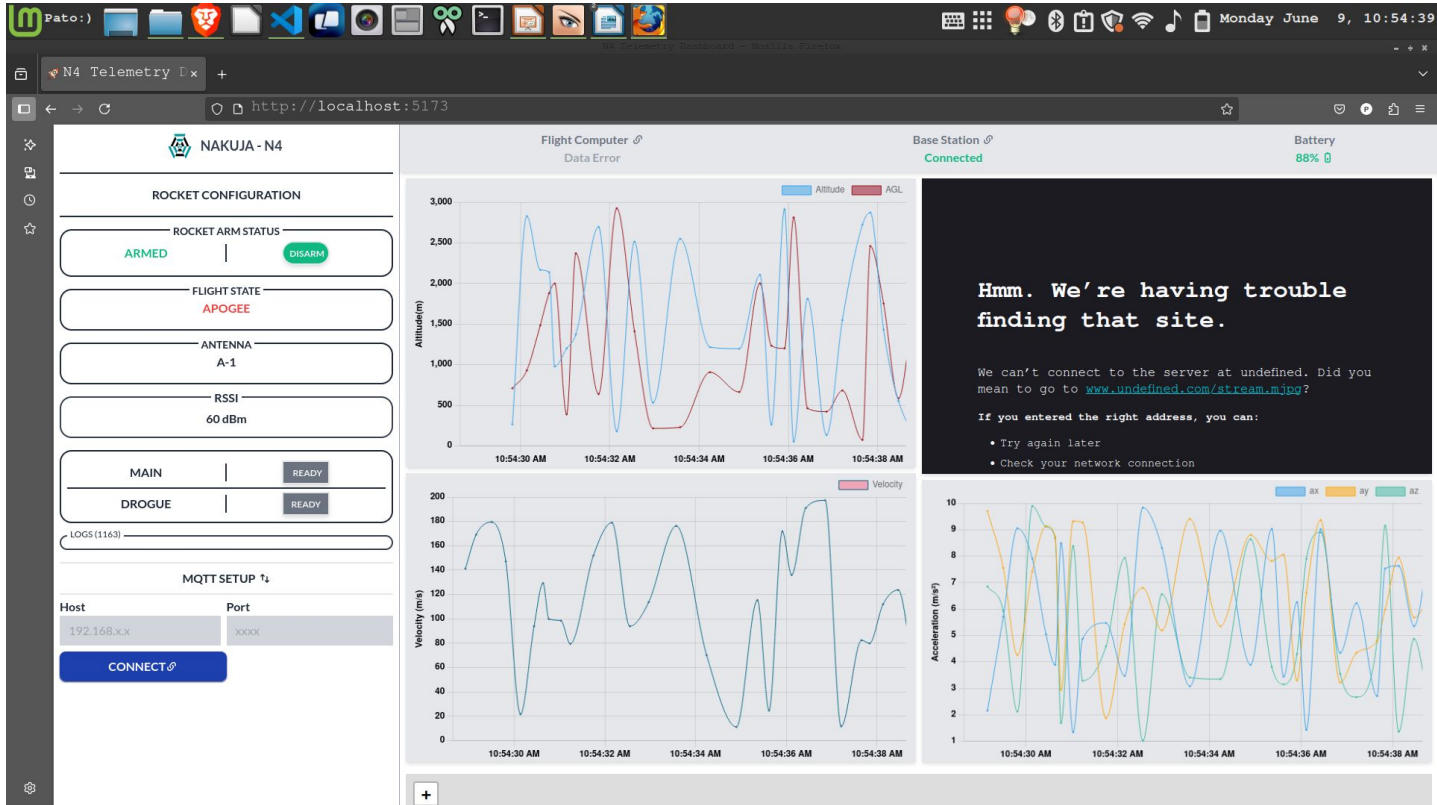 Pato:)
Monday June 9, 10:54:39
N4 Telemetry Dashboard - Mozilla Firefox
N4 Telemetry D
http://localhost:5173
NAKUJA - N4
ROCKET CONFIGURATION
ROCKET ARM STATUS
ARMED
DISARM
FLIGHT STATE
APOGEE
ANTENNA
A-1
RSSI
60 dBm
MAIN
READY
DROGUE
READY
LOGS (1163)
MQTT SETUP
Host Port
192.168.x.x xxxx
CONNECT
Flight Computer
Data Error
Base Station
Connected
Battery
88%
Altitude AGL
Altitude(m)
3,000
2,500
2,000
1,500
1,000
500
0
10:54:30 AM 10:54:32 AM 10:54:34 AM 10:54:36 AM 10:54:38 AM
Hmm. We're having trouble
finding that site.
We can't connect to the server at undefined. Did you
mean to go to www.undefined.com/stream.mjpg?
If you entered the right address, you can:
• Try again later
• Check your network connection
Velocity
Velocity (m/s)
200
180
160
140
120
100
80
60
40
20
0
10:54:30 AM 10:54:32 AM 10:54:34 AM 10:54:36 AM 10:54:38 AM
ax ay az
Acceleration (m/s²)
10
9
8
7
6
5
4
3
2
1
10:54:30 AM 10:54:32 AM 10:54:34 AM 10:54:36 AM 10:54:38 AM
+